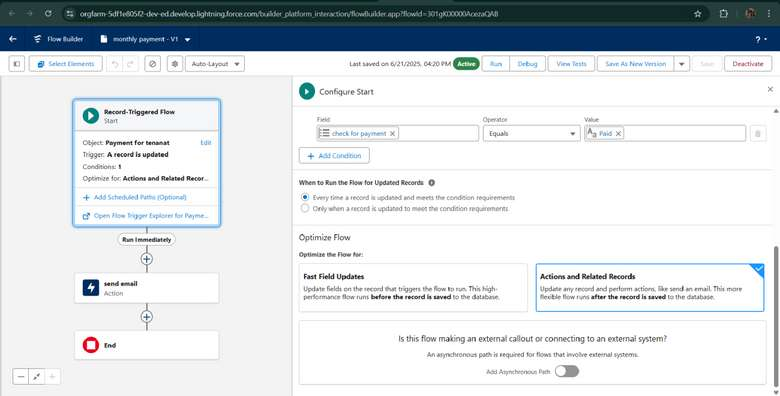 orgfarm-5df1e805f2-dev-ed.develop.lightning.force.com/builder_platform_interaction/flowBuilder.app?flowId=301gK00000AcezaQAB
Flow Builder
monthly payment - V1
?
Select Elements
Auto-Layout
Last saved on 6/21/2025, 04:20 PM
Active
Run
Debug
View Tests
Save As New Version
Save
Deactivate
Record-Triggered Flow
Start
Object: Payment for tenanat
Edit
Trigger: A record is updated
Conditions: 1
Optimize for: Actions and Related Recor...
+ Add Scheduled Paths (Optional)
Open Flow Trigger Explorer for Payme...
Run Immediately
send email
Action
End
Configure Start
Field
Operator
Value
check for payment
Equals
Paid
+ Add Condition
When to Run the Flow for Updated Records
Every time a record is updated and meets the condition requirements
Only when a record is updated to meet the condition requirements
Optimize Flow
Optimize the Flow for:
Fast Field Updates
Update fields on the record that triggers the flow to run. This high-
performance flow runs before the record is saved to the database.
Actions and Related Records
Update any record and perform actions, like send an email. This more
flexible flow runs after the record is saved to the database.
Is this flow making an external callout or connecting to an external system?
An asynchronous path is required for flows that involve external systems.
Add Asynchronous Path